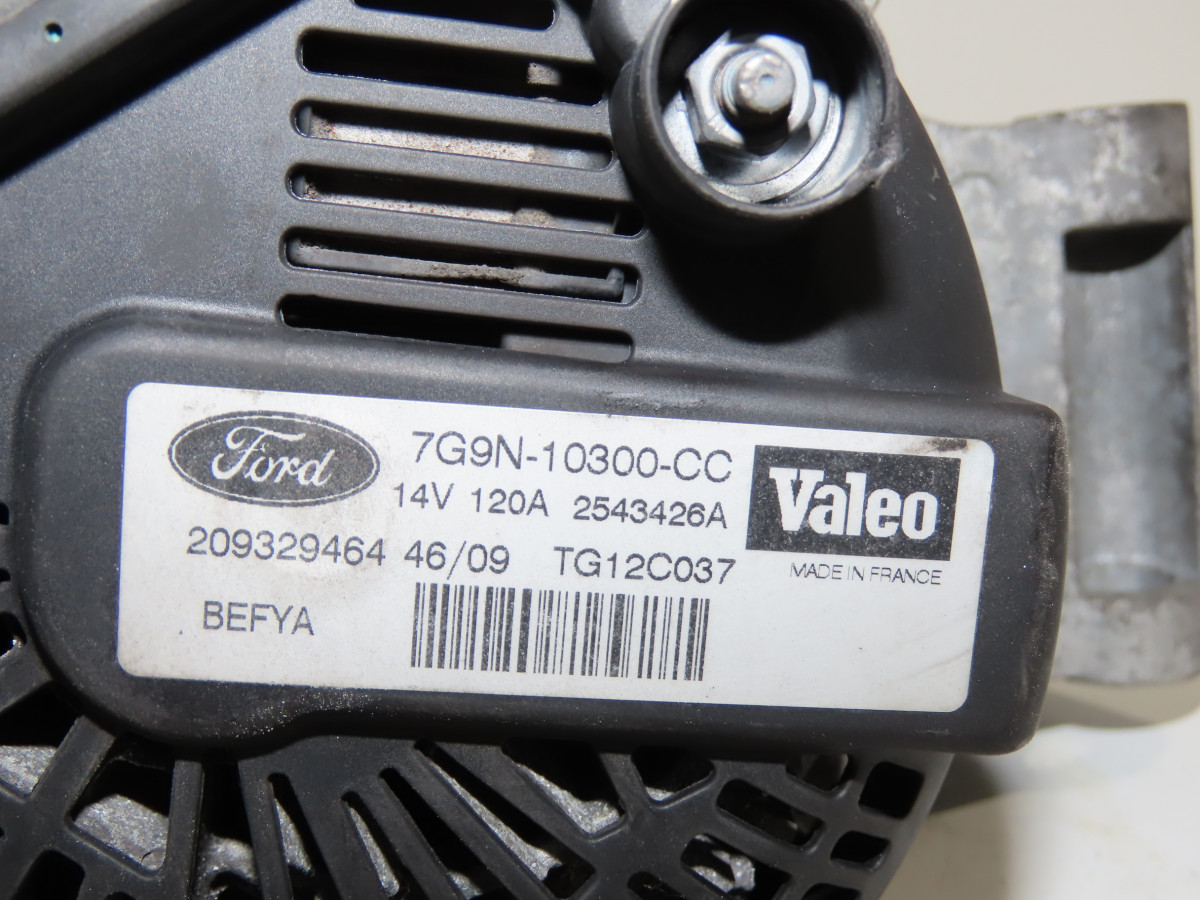 Ford
7G9N-10300-CC
14V 120A 2543426A
Valeo
209329464 46/09 TG12C037
MADE IN FRANCE
BEFYA